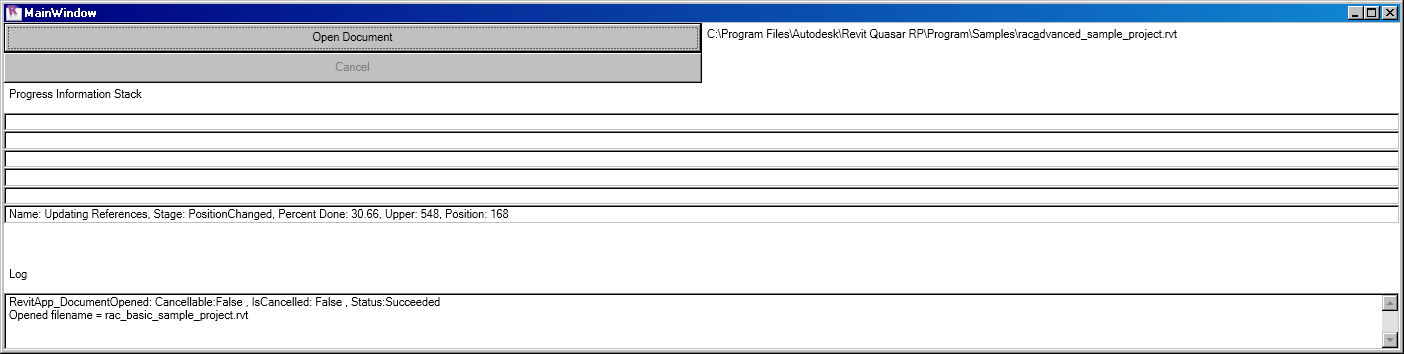 MainWindow
Open Document
C:\Program Files\Autodesk\Revit Quasar RP\Program\Samples\racadvanced_sample_project.rvt
Cancel
Progress Information Stack
Name: Updating References, Stage: PositionChanged, Percent Done: 30.66, Upper: 548, Position: 168
Log
RevitApp_DocumentOpened: Cancellable:False , IsCancelled: False , Status:Succeeded
Opened filename = rac_basic_sample_project.rvt